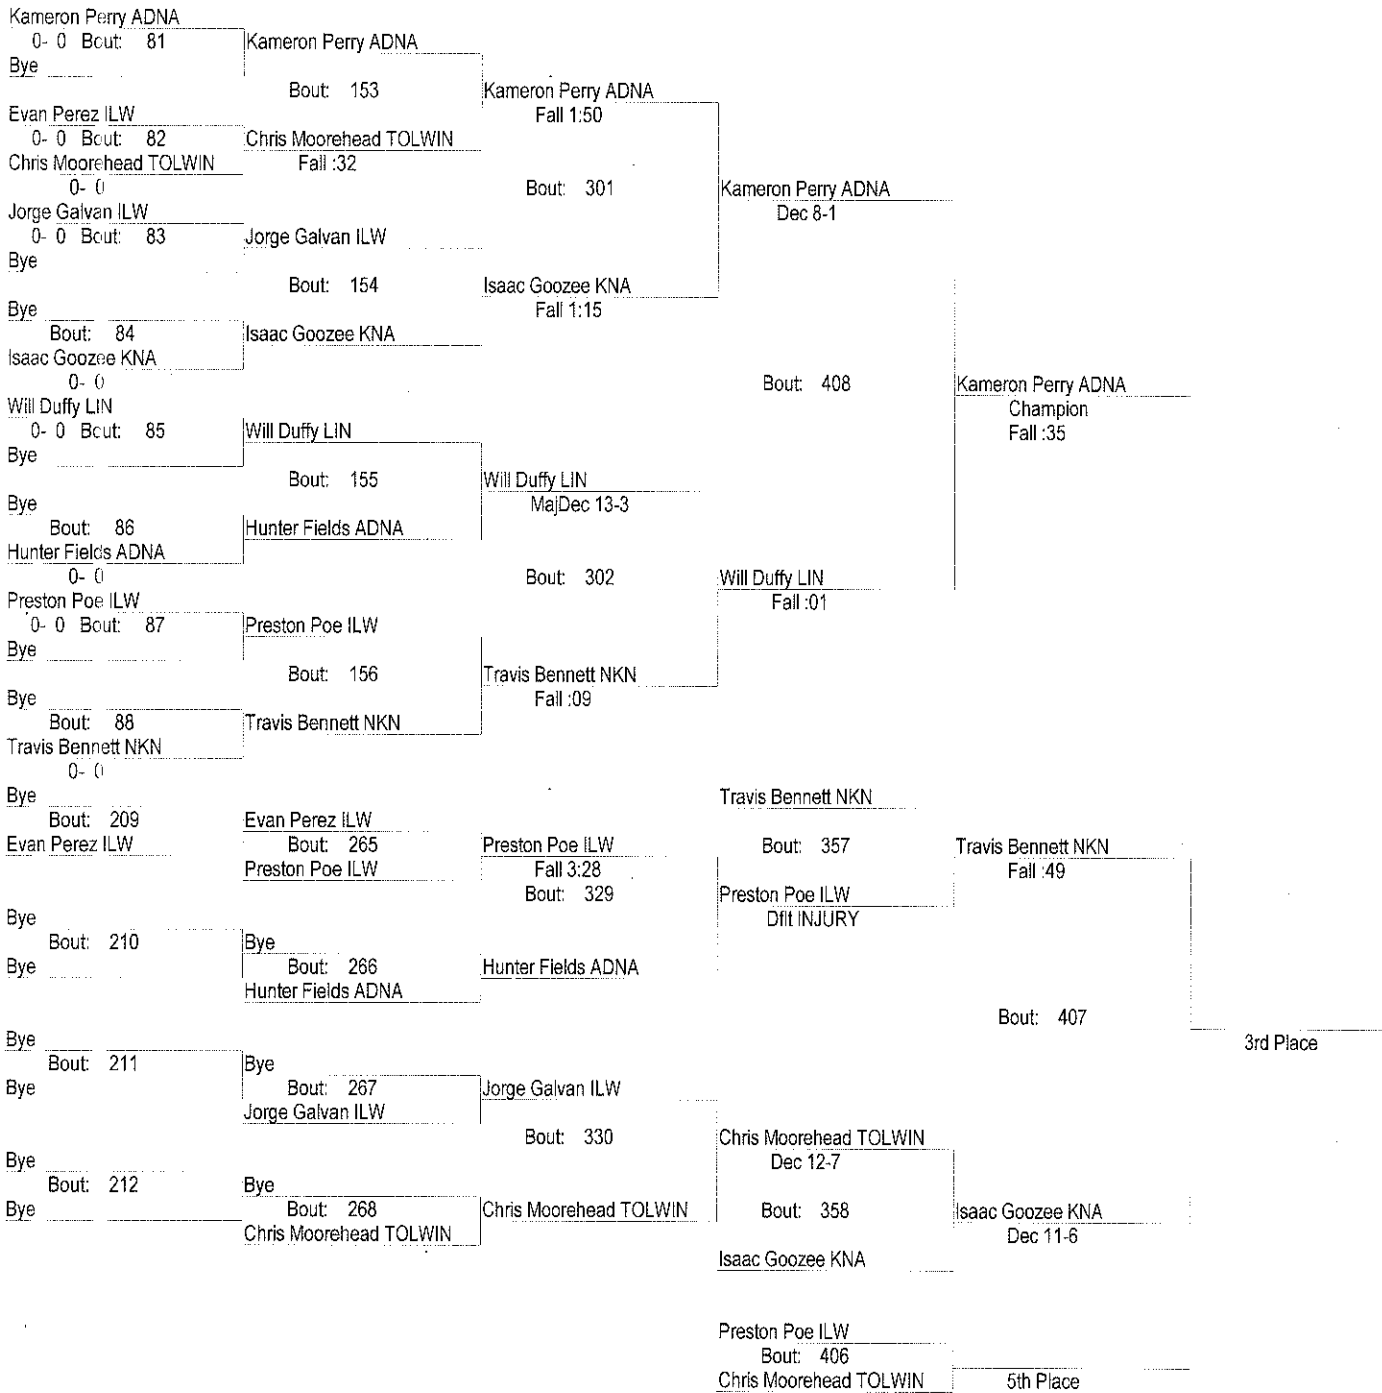 Kameron Perry ADNA
0- 0 Bout: 81 Kameron Perry ADNA
Bye
Bout: 153 Kameron Perry ADNA
Evan Perez ILW Fall 1:50
0- 0 Bout: 82 Chris Moorehead TOLWIN
Chris Moorehead TOLWIN Fall :32
0- 0 Bout: 301 Kameron Perry ADNA
Jorge Galvan ILW Dec 8-1
0- 0 Bout: 83 Jorge Galvan ILW
Bye
Bout: 154 Isaac Goozee KNA
Bye Fall 1:15
Bout: 84 Isaac Goozee KNA
Isaac Goozee KNA
0- 0 Bout: 408 Kameron Perry ADNA
Will Duffy LIN Champion
0- 0 Bout: 85 Will Duffy LIN Fall :35
Bye
Bout: 155 Will Duffy LIN
Bye MajDec 13-3
Bout: 86 Hunter Fields ADNA
Hunter Fields ADNA
0- 0 Bout: 302 Will Duffy LIN
Preston Poe ILW Fall :01
0- 0 Bout: 87 Preston Poe ILW
Bye
Bout: 156 Travis Bennett NKN
Bye Fall :09
Bout: 88 Travis Bennett NKN
Travis Bennett NKN
0- 0
Bye Travis Bennett NKN
Bout: 209 Evan Perez ILW
Evan Perez ILW Bout: 265 Preston Poe ILW Bout: 357 Travis Bennett NKN
Preston Poe ILW Fall 3:28 Fall :49
Bout: 329 Preston Poe ILW
Bye Dflt INJURY
Bout: 210 Bye
Bye Bout: 266 Hunter Fields ADNA
Hunter Fields ADNA
Bout: 407
Bye 3rd Place
Bout: 211 Bye
Bye Bout: 267 Jorge Galvan ILW
Jorge Galvan ILW
Bout: 330 Chris Moorehead TOLWIN
Bye Dec 12-7
Bout: 212 Bye
Bye Bout: 268 Chris Moorehead TOLWIN Bout: 358 Isaac Goozee KNA
Chris Moorehead TOLWIN Dec 11-6
Isaac Goozee KNA
Preston Poe ILW
Bout: 406
Chris Moorehead TOLWIN 5th Place